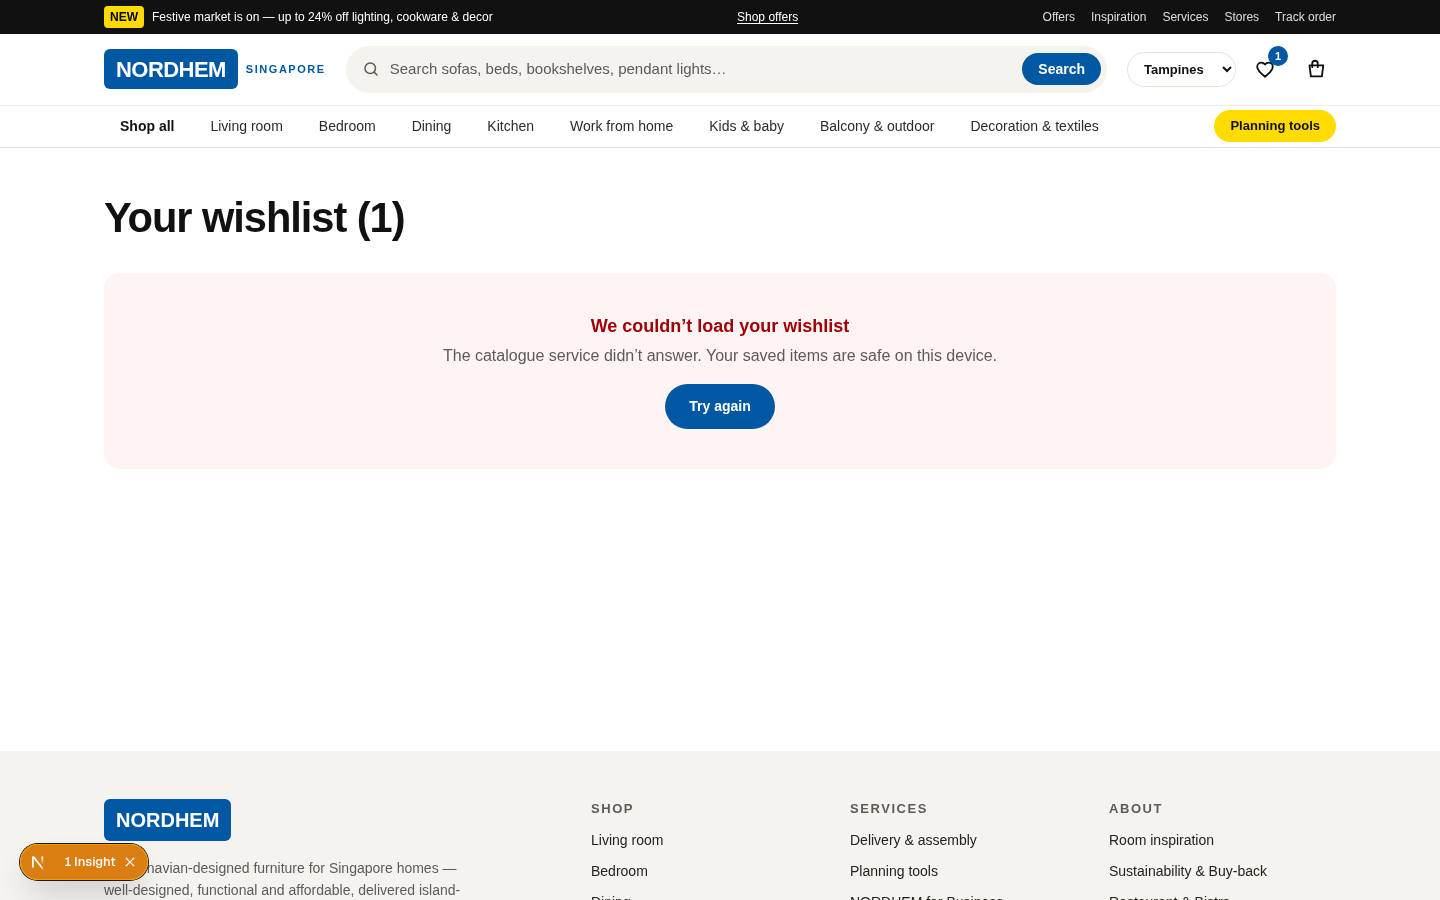 NEW Festive market is on — up to 24% off lighting, cookware & decor Shop offers Offers Inspiration Services Stores Track order
NORDHEM SINGAPORE Search sofas, beds, bookshelves, pendant lights… Search Tampines 1
Shop all Living room Bedroom Dining Kitchen Work from home Kids & baby Balcony & outdoor Decoration & textiles Planning tools
Your wishlist (1)
We couldn’t load your wishlist
The catalogue service didn’t answer. Your saved items are safe on this device.
Try again
NORDHEM
SHOP
Living room
Bedroom
SERVICES
Delivery & assembly
Planning tools
NORDHEM for Business
ABOUT
Room inspiration
Sustainability & Buy-back
1 Insight
designed furniture for Singapore homes —
well-designed, functional and affordable, delivered island-